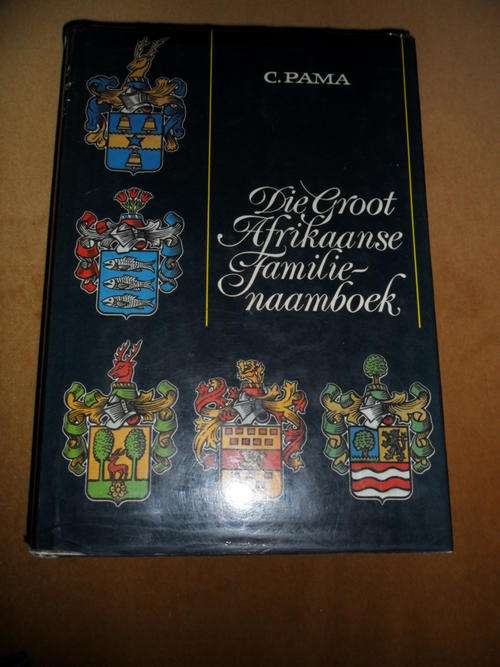 C. PAMA
Die Groot
Afrikaanse
Familie-
naamboek